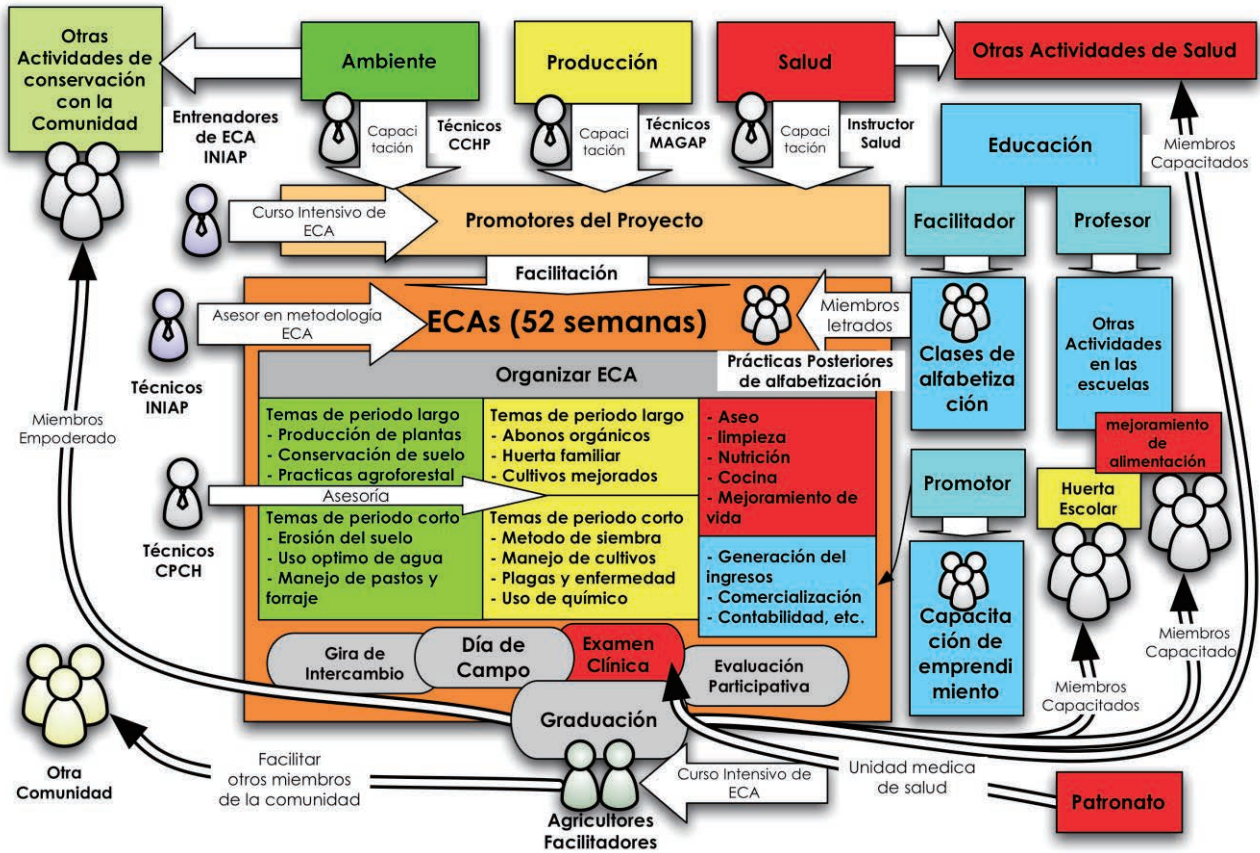 Otras
Actividades de
conservación
con la
Comunidad
Ambiente
Producción
Salud
Otras Actividades de Salud
Entrenadores
de ECA
INIAP
Capaci
tación
Técnicos
CCHP
Capaci
tación
Técnicos
MAGAP
Capaci
tación
Instructor
Salud
Miembros
Capacitados
Educación
Curso Intensivo de
ECA
Promotores del Proyecto
Facilitador
Profesor
Facilitación
Asesor en metodología
ECA
ECAs (52 semanas)
Miembros
letrados
Prácticas Posteriores
de alfabetización
Clases de
alfabetiza
ción
Otras
Actividades
en las
escuelas
Técnicos
INIAP
Organizar ECA
Miembros
Empoderado
Temas de periodo largo
- Producción de plantas
- Conservación de suelo
- Practicas agroforestal
Temas de periodo largo
- Abonos orgánicos
- Huerta familiar
- Cultivos mejorados
- Aseo
- limpieza
- Nutrición
- Cocina
- Mejoramiento de
vida
mejoramiento
de
alimentación
Promotor
Huerta
Escolar
Asesoría
Técnicos
CPCH
Temas de periodo corto
- Erosión del suelo
- Uso optimo de agua
- Manejo de pastos y
forraje
Temas de periodo corto
- Metodo de siembra
- Manejo de cultivos
- Plagas y enfermedad
- Uso de químico
- Generación del
ingresos
- Comercialización
- Contabilidad, etc.
Capacita
ción de
emprendi
miento
Miembros
Capacitado
Miembros
Capacitados
Gira de
Intercambio
Día de
Campo
Examen
Clínica
Evaluación
Participativa
Graduación
Otra
Comunidad
Facilitar
otros miembros
de la comunidad
Curso Intensivo de
ECA
Agricultores
Facilitadores
Unidad medica
de salud
Patronato